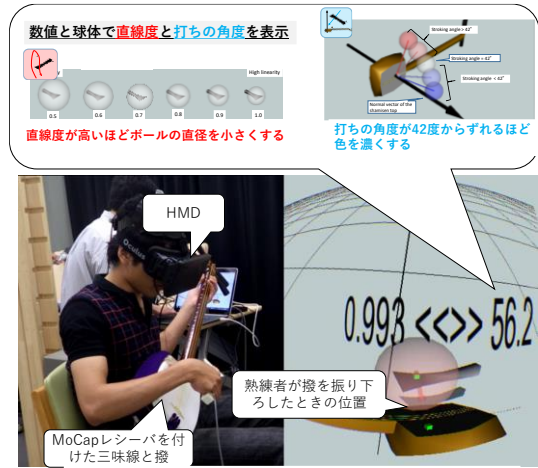 数値と球体で直線度と打ちの角度を表示
High linearity
0.5
0.6
0.7
0.8
0.9
1.0
直線度が高いほどボールの直径を小さくする
Stroking angle > 42°
Stroking angle = 42°
Stroking angle < 42°
Normal vector of the
shamisen top
打ちの角度が42度からずれるほど
色を濃くする
HMD
Oculus
0.993 <<>> 56.2
熟練者が撥を振り下
ろしたときの位置
MoCapレシーバを付
けた三味線と撥